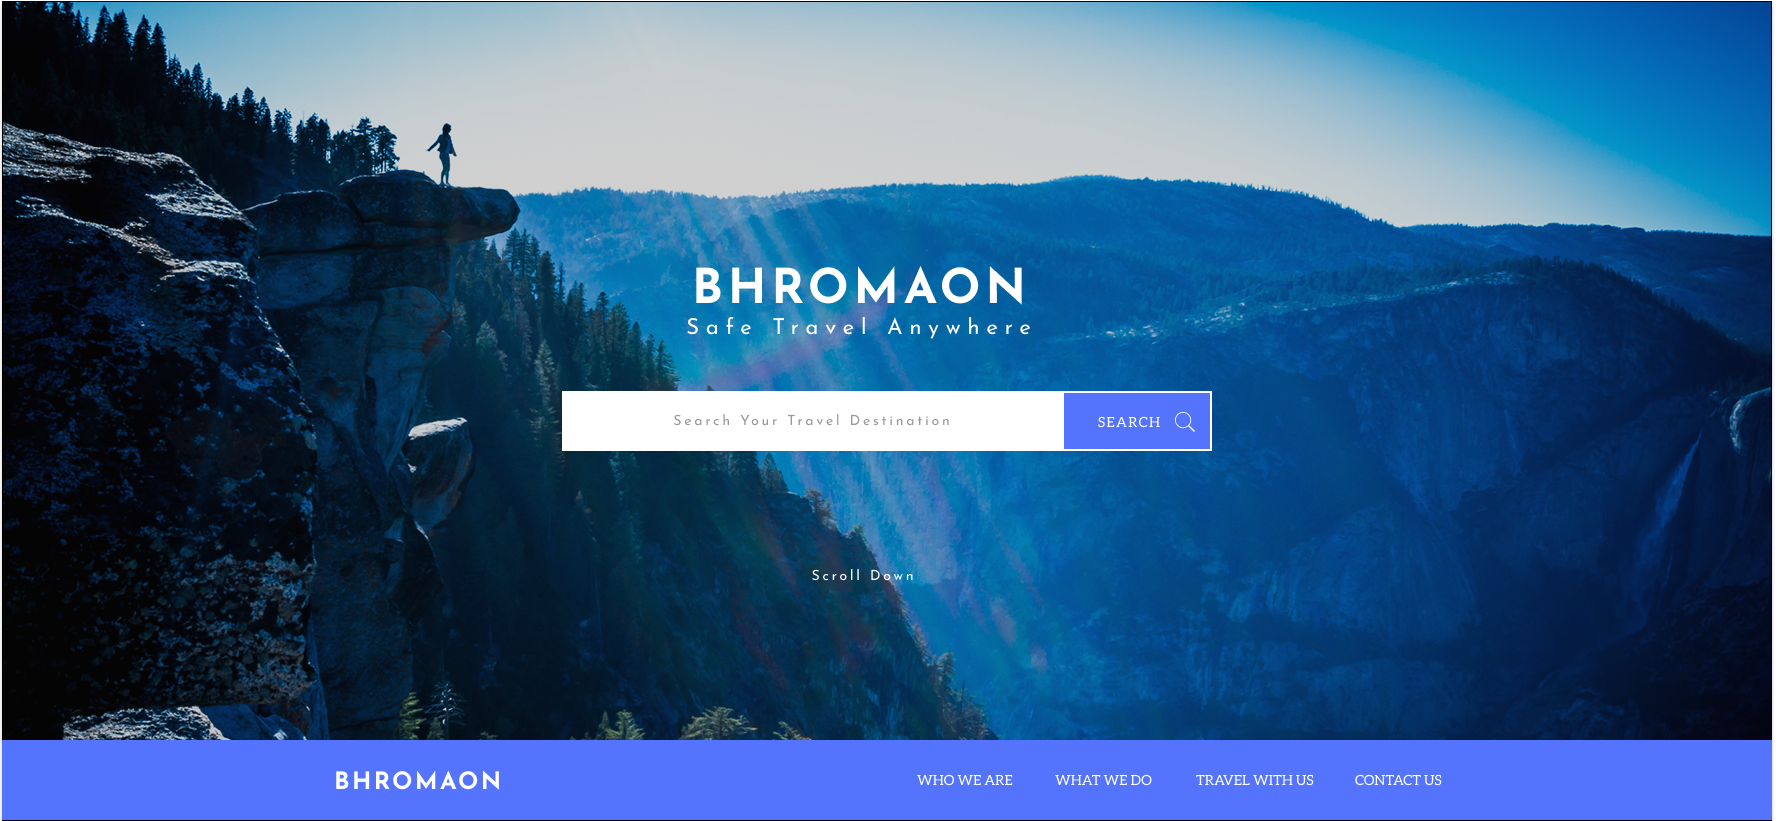 BHROMAON
Safe Travel Anywhere
Search Your Travel Destination
SEARCH
Scroll Down
BHROMAON
WHO WE ARE
WHAT WE DO
TRAVEL WITH US
CONTACT US